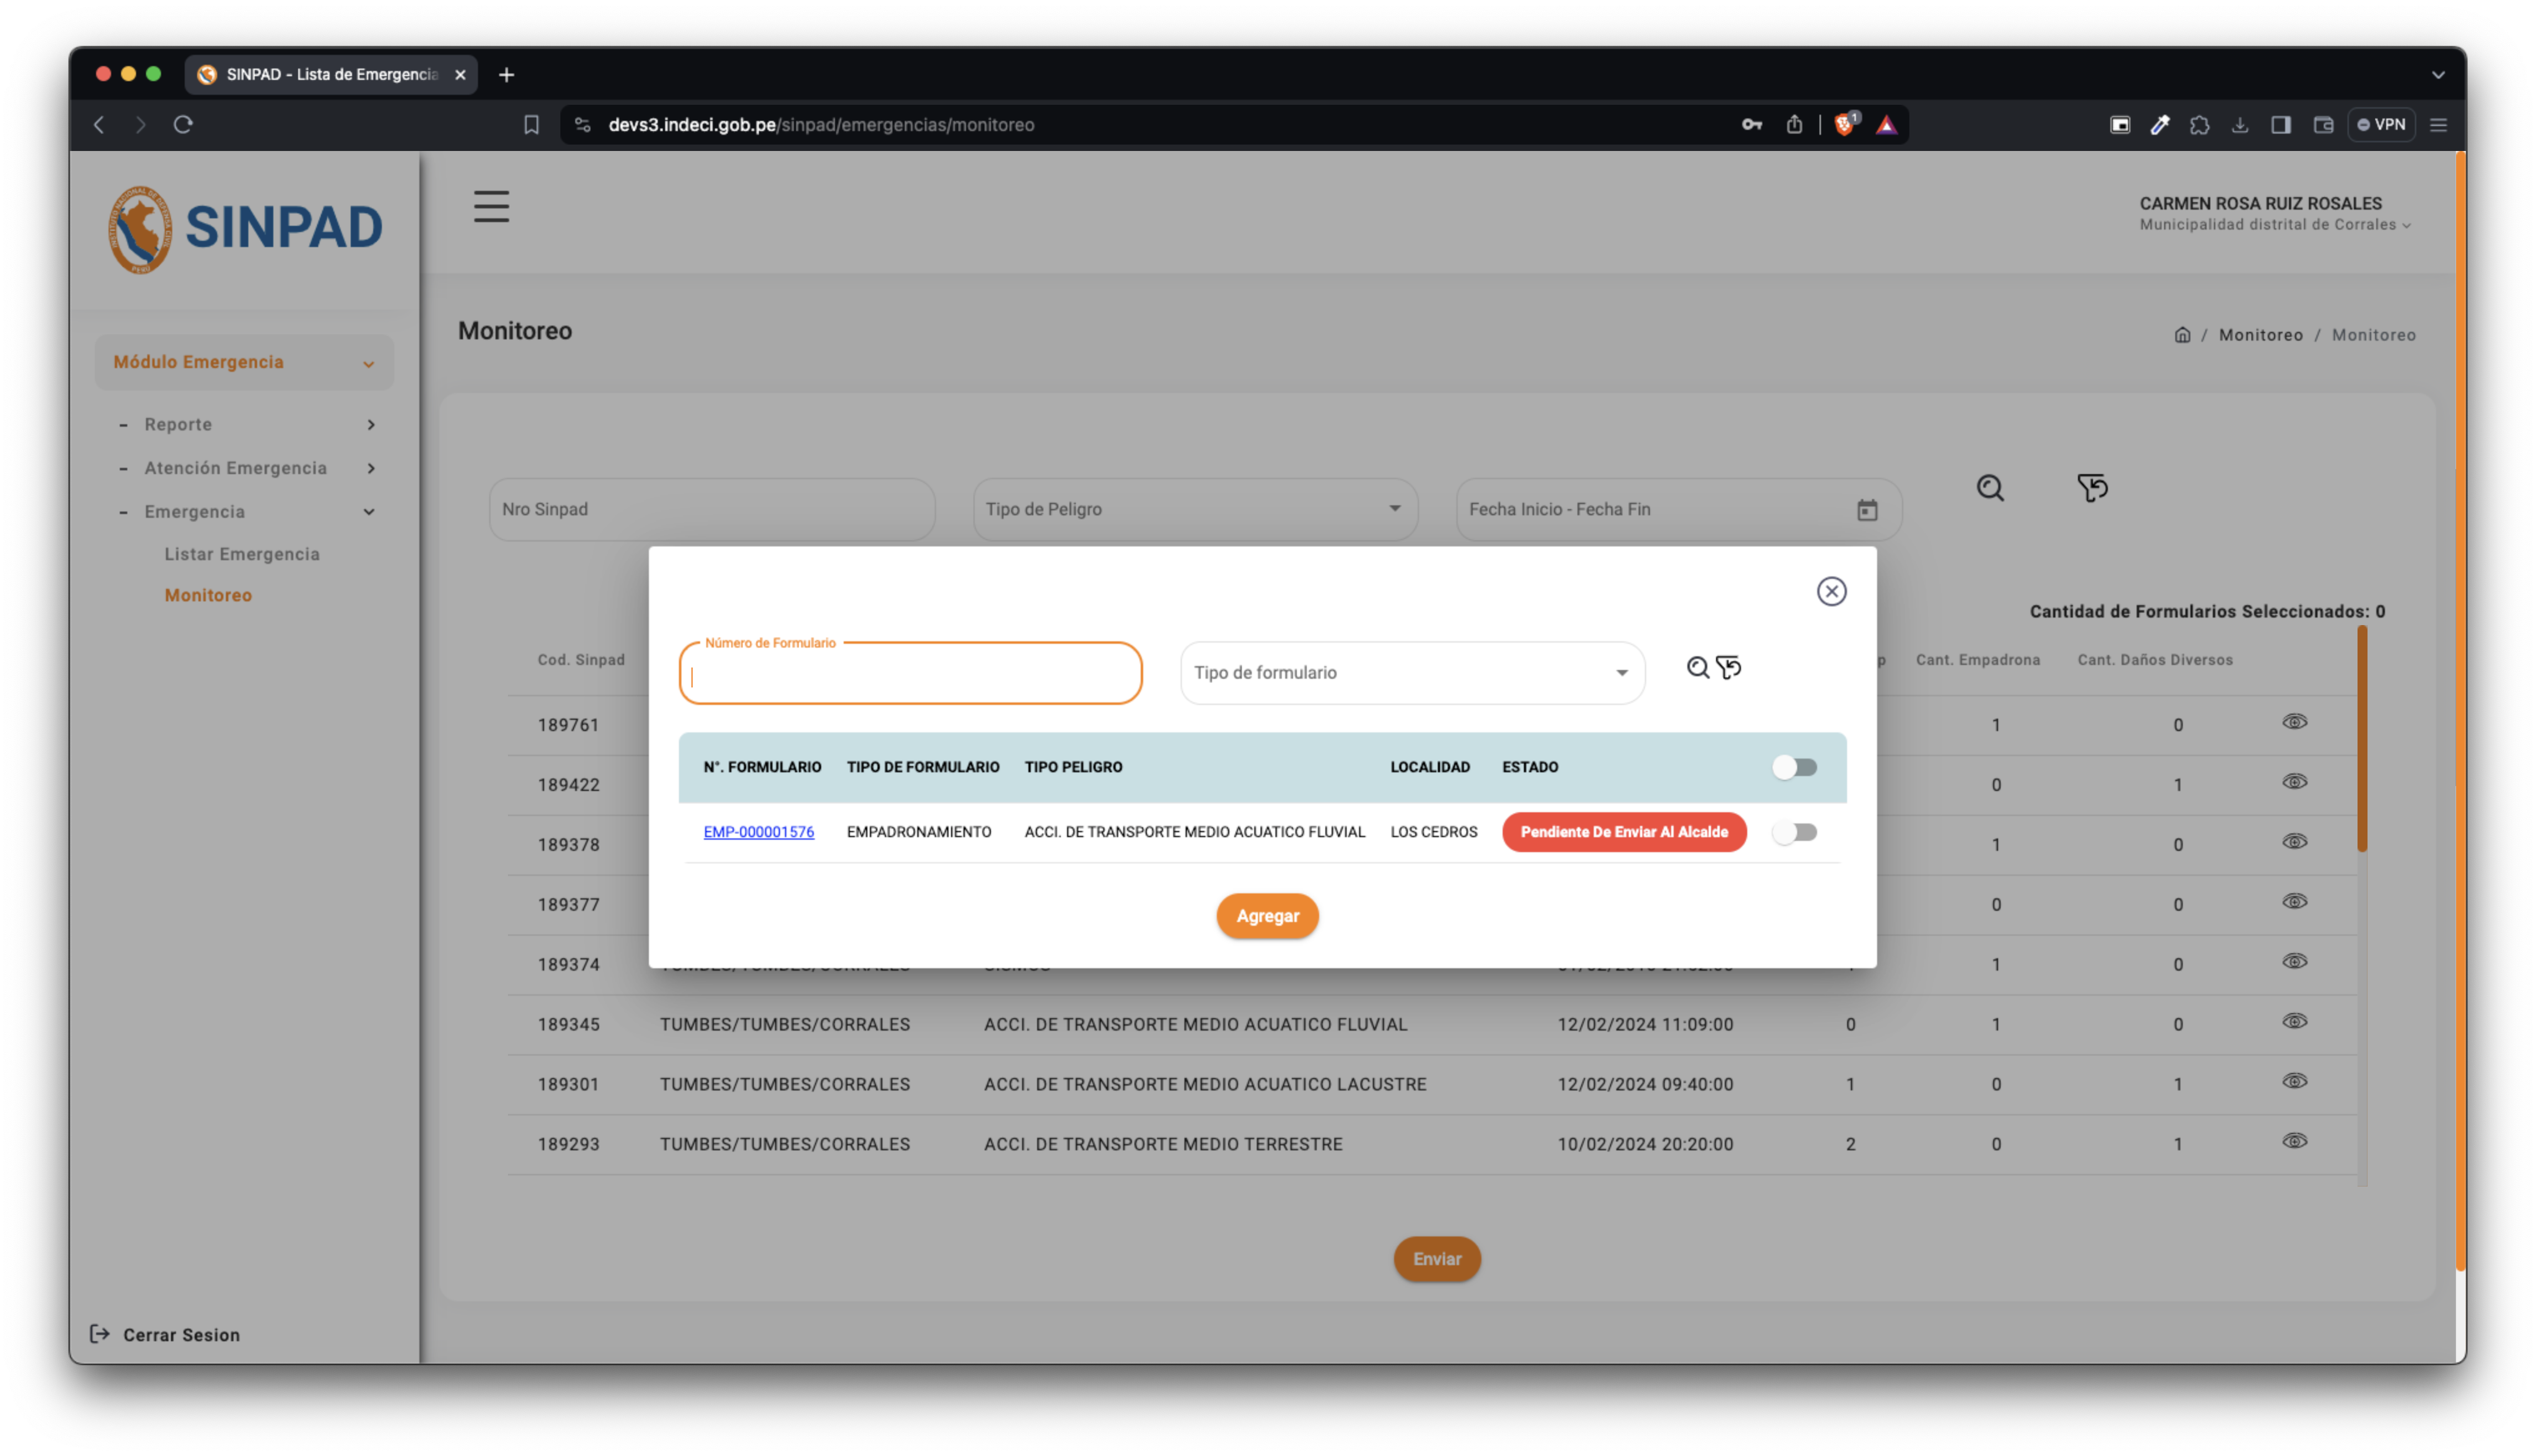 SINPAD - Lista de Emergencia
devs3.indeci.gob.pe/sinpad/emergencias/monitoreo
1
VPN
SINPAD
PERÚ
CARMEN ROSA RUIZ ROSALES
Municipalidad distrital de Corrales
Módulo Emergencia
- Reporte
- Atención Emergencia
- Emergencia
Listar Emergencia
Monitoreo
Cerrar Sesion
Monitoreo
/ Monitoreo / Monitoreo
Nro Sinpad
Tipo de Peligro
Fecha Inicio - Fecha Fin
Cantidad de Formularios Seleccionados: 0
Cod. Sinpad
Cant. Empadrona
Cant. Daños Diversos
189761 1 0
189422 0 1
189378 1 0
189377 0 0
189374 1 0
189345 TUMBES/TUMBES/CORRALES ACCI. DE TRANSPORTE MEDIO ACUATICO FLUVIAL 12/02/2024 11:09:00 0 1 0
189301 TUMBES/TUMBES/CORRALES ACCI. DE TRANSPORTE MEDIO ACUATICO LACUSTRE 12/02/2024 09:40:00 1 0 1
189293 TUMBES/TUMBES/CORRALES ACCI. DE TRANSPORTE MEDIO TERRESTRE 10/02/2024 20:20:00 2 0 1
Enviar
Número de Formulario
Tipo de formulario
N°. FORMULARIO TIPO DE FORMULARIO TIPO PELIGRO LOCALIDAD ESTADO
EMP-000001576 EMPADRONAMIENTO ACCI. DE TRANSPORTE MEDIO ACUATICO FLUVIAL LOS CEDROS Pendiente De Enviar Al Alcalde
Agregar